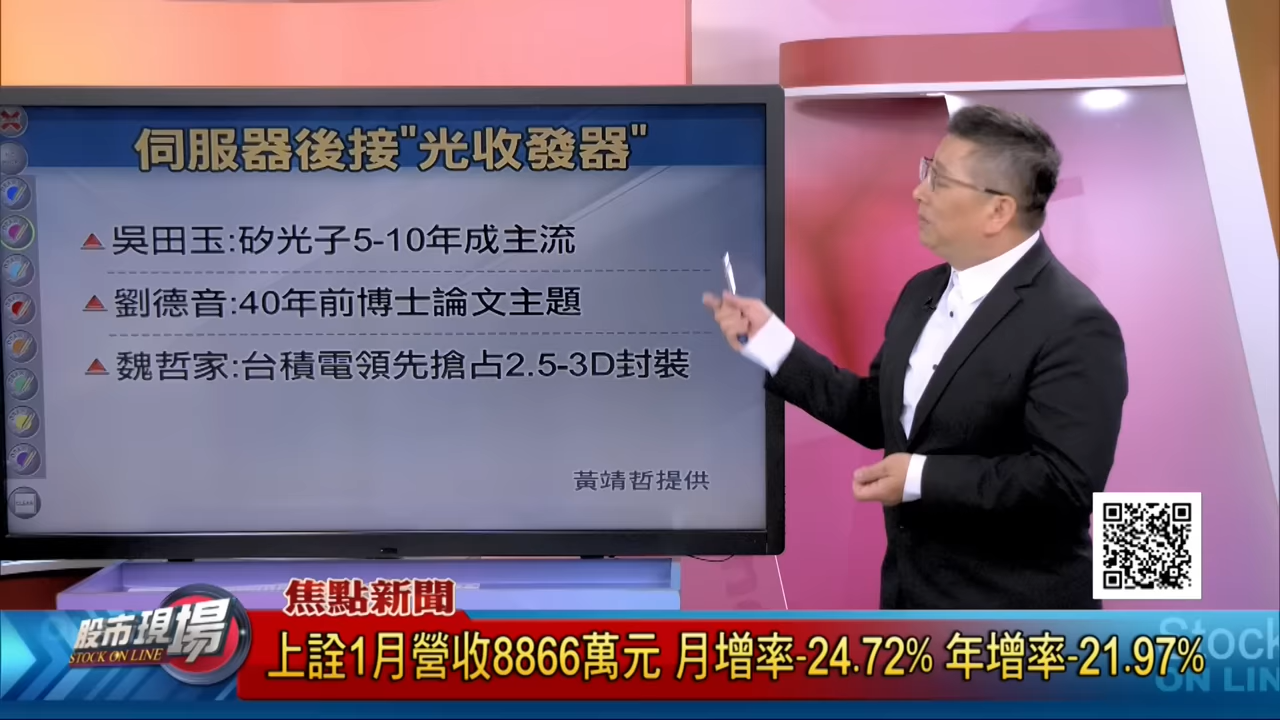 伺服器後接"光收發器"
吳田玉:矽光子5-10年成主流
劉德音:40年前博士論文主題
魏哲家:台積電領先搶占2.5-3D封裝
黃靖哲提供
CLEAR
焦點新聞
股市現場
STOCK ON LINE
上詮1月營收8866萬元 月增率-24.72% 年增率-21.97%
Stock
ON LIN